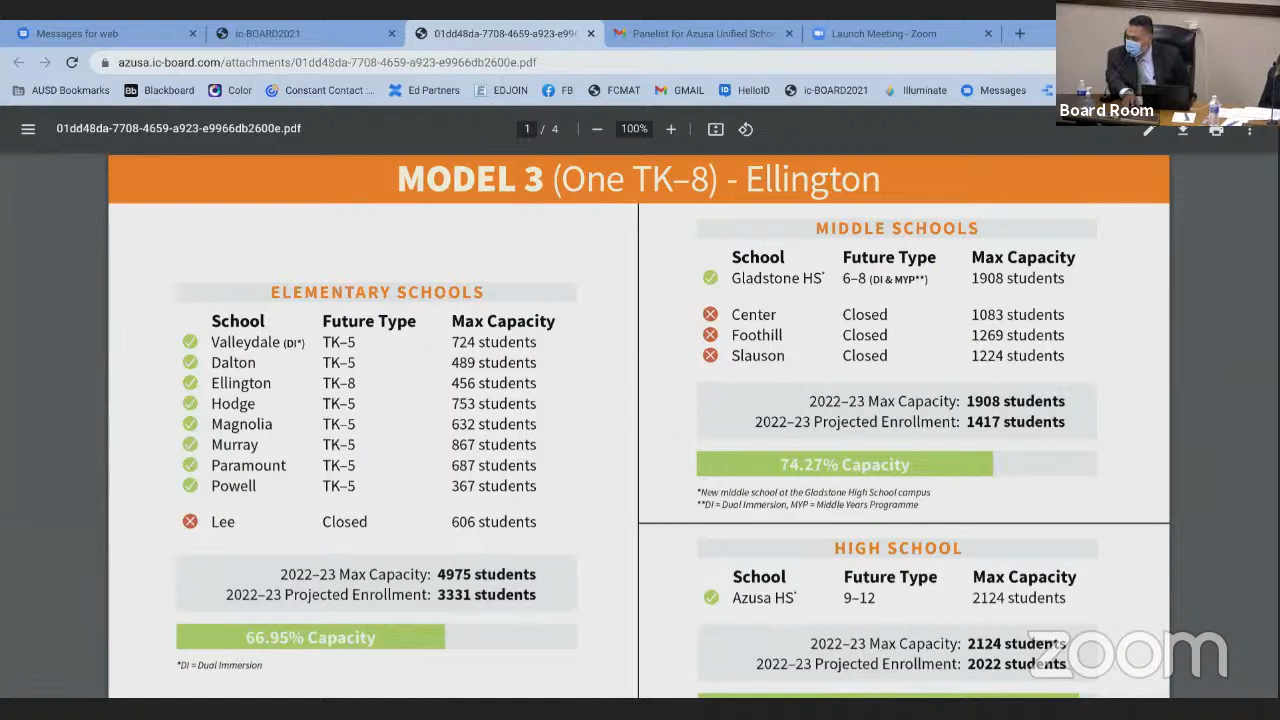 Messages for web
ic-BOARD2021
01dd48da-7708-4659-a923-e99
Panelist for Azusa Unified Schoo
Launch Meeting - Zoom
azusa.ic-board.com/attachments/01dd48da-7708-4659-a923-e9966db2600e.pdf
AUSD Bookmarks
Bb Blackboard
Color
Constant Contact ...
Ed Partners
EDJOIN
FB
FCMAT
GMAIL
HelloID
ic-BOARD2021
Illuminate
Messages
Board Room
01dd48da-7708-4659-a923-e9966db2600e.pdf
1 / 4
100%
MODEL 3 (One TK–8) - Ellington
ELEMENTARY SCHOOLS
School Future Type Max Capacity
Valleydale (DI*) TK–5 724 students
Dalton TK–5 489 students
Ellington TK–8 456 students
Hodge TK–5 753 students
Magnolia TK–5 632 students
Murray TK–5 867 students
Paramount TK–5 687 students
Powell TK–5 367 students
Lee Closed 606 students
2022–23 Max Capacity: 4975 students
2022–23 Projected Enrollment: 3331 students
66.95% Capacity
*DI = Dual Immersion
MIDDLE SCHOOLS
School Future Type Max Capacity
Gladstone HS* 6–8 (DI & MYP**) 1908 students
Center Closed 1083 students
Foothill Closed 1269 students
Slauson Closed 1224 students
2022–23 Max Capacity: 1908 students
2022–23 Projected Enrollment: 1417 students
74.27% Capacity
*New middle school at the Gladstone High School campus
**DI = Dual Immersion, MYP = Middle Years Programme
HIGH SCHOOL
School Future Type Max Capacity
Azusa HS* 9–12 2124 students
2022–23 Max Capacity: 2124 students
2022–23 Projected Enrollment: 2022 students
zoom